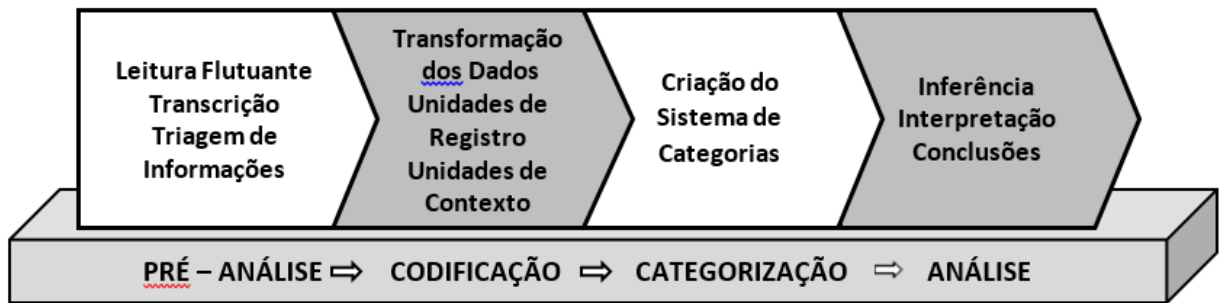 Leitura Flutuante
Transcrição
Triagem de
Informações
Transformação
dos Dados
Unidades de
Registro
Unidades de
Contexto
Criação do
Sistema de
Categorias
Inferência
Interpretação
Conclusões
PRÉ – ANÁLISE ⇨ CODIFICAÇÃO ⇨ CATEGORIZAÇÃO ⇨ ANÁLISE